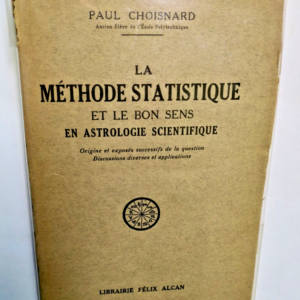 PAUL CHOISNARD
Ancien Élève de l'École Polytechnique
LA
MÉTHODE STATISTIQUE
ET LE BON SENS
EN ASTROLOGIE SCIENTIFIQUE
Origine et exposés successifs de la question
Discussions diverses et applications
LIBRAIRIE FÉLIX ALCAN